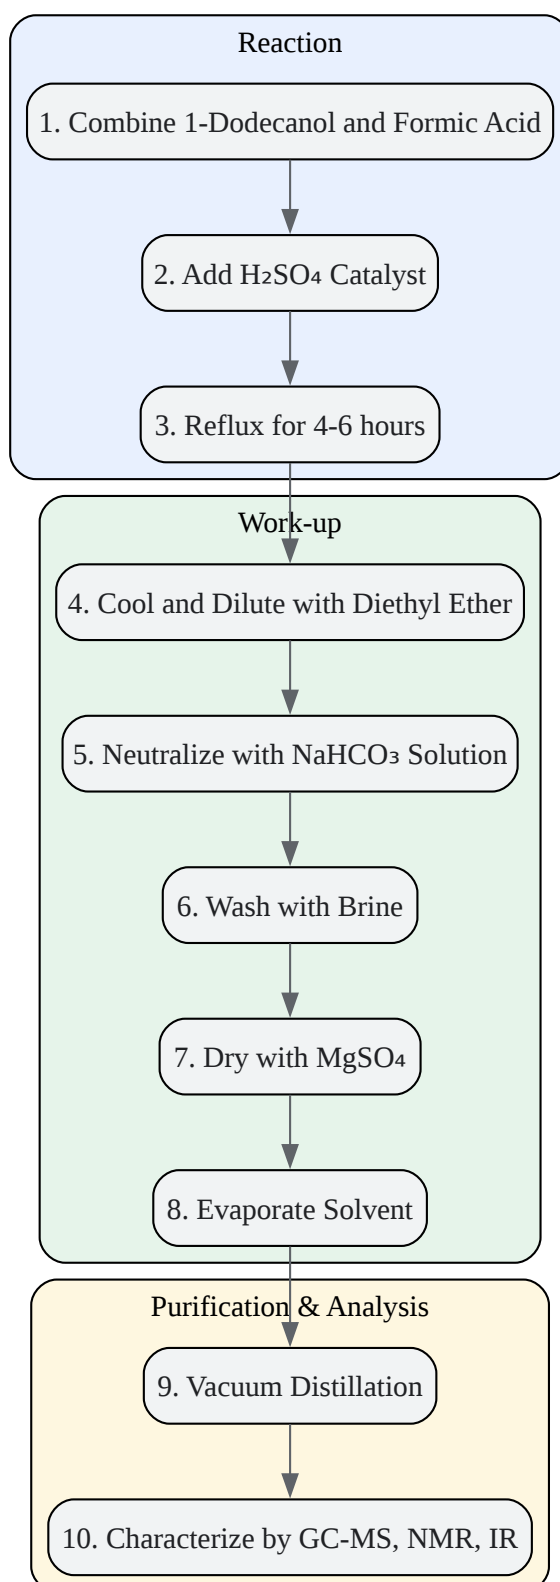 Reaction
1. Combine 1-Dodecanol and Formic Acid
2. Add H₂SO₄ Catalyst
3. Reflux for 4-6 hours
Work-up
4. Cool and Dilute with Diethyl Ether
5. Neutralize with NaHCO₃ Solution
6. Wash with Brine
7. Dry with MgSO₄
8. Evaporate Solvent
Purification & Analysis
9. Vacuum Distillation
10. Characterize by GC-MS, NMR, IR